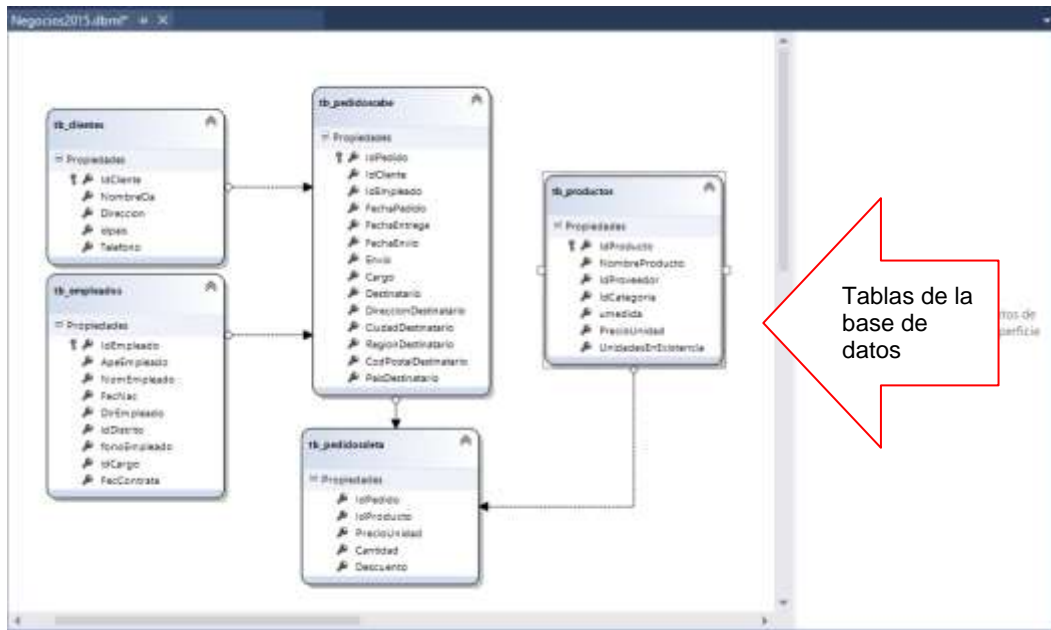 Negocios2015.dbml*
tb_clientes
Propiedades
IdCliente
NombreCia
Direccion
idpais
Telefono
tb_empleados
Propiedades
IdEmpleado
ApeEmpleado
NomEmpleado
FecNac
DirEmpleado
idDistrito
fonoEmpleado
idCargo
FecContrata
tb_pedidoscabe
Propiedades
IdPedido
IdCliente
IdEmpleado
FechaPedido
FechaEntrega
FechaEnvio
Envio
Cargo
Destinatario
DireccionDestinatario
CiudadDestinatario
RegionDestinatario
CodPostalDestinatario
PaisDestinatario
tb_pedidosdeta
Propiedades
IdPedido
IdProducto
PrecioUnidad
Cantidad
Descuento
tb_productos
Propiedades
IdProducto
NombreProducto
IdProveedor
IdCategoria
umedida
PrecioUnidad
UnidadesEnExistencia
Tablas de la
base de
datos